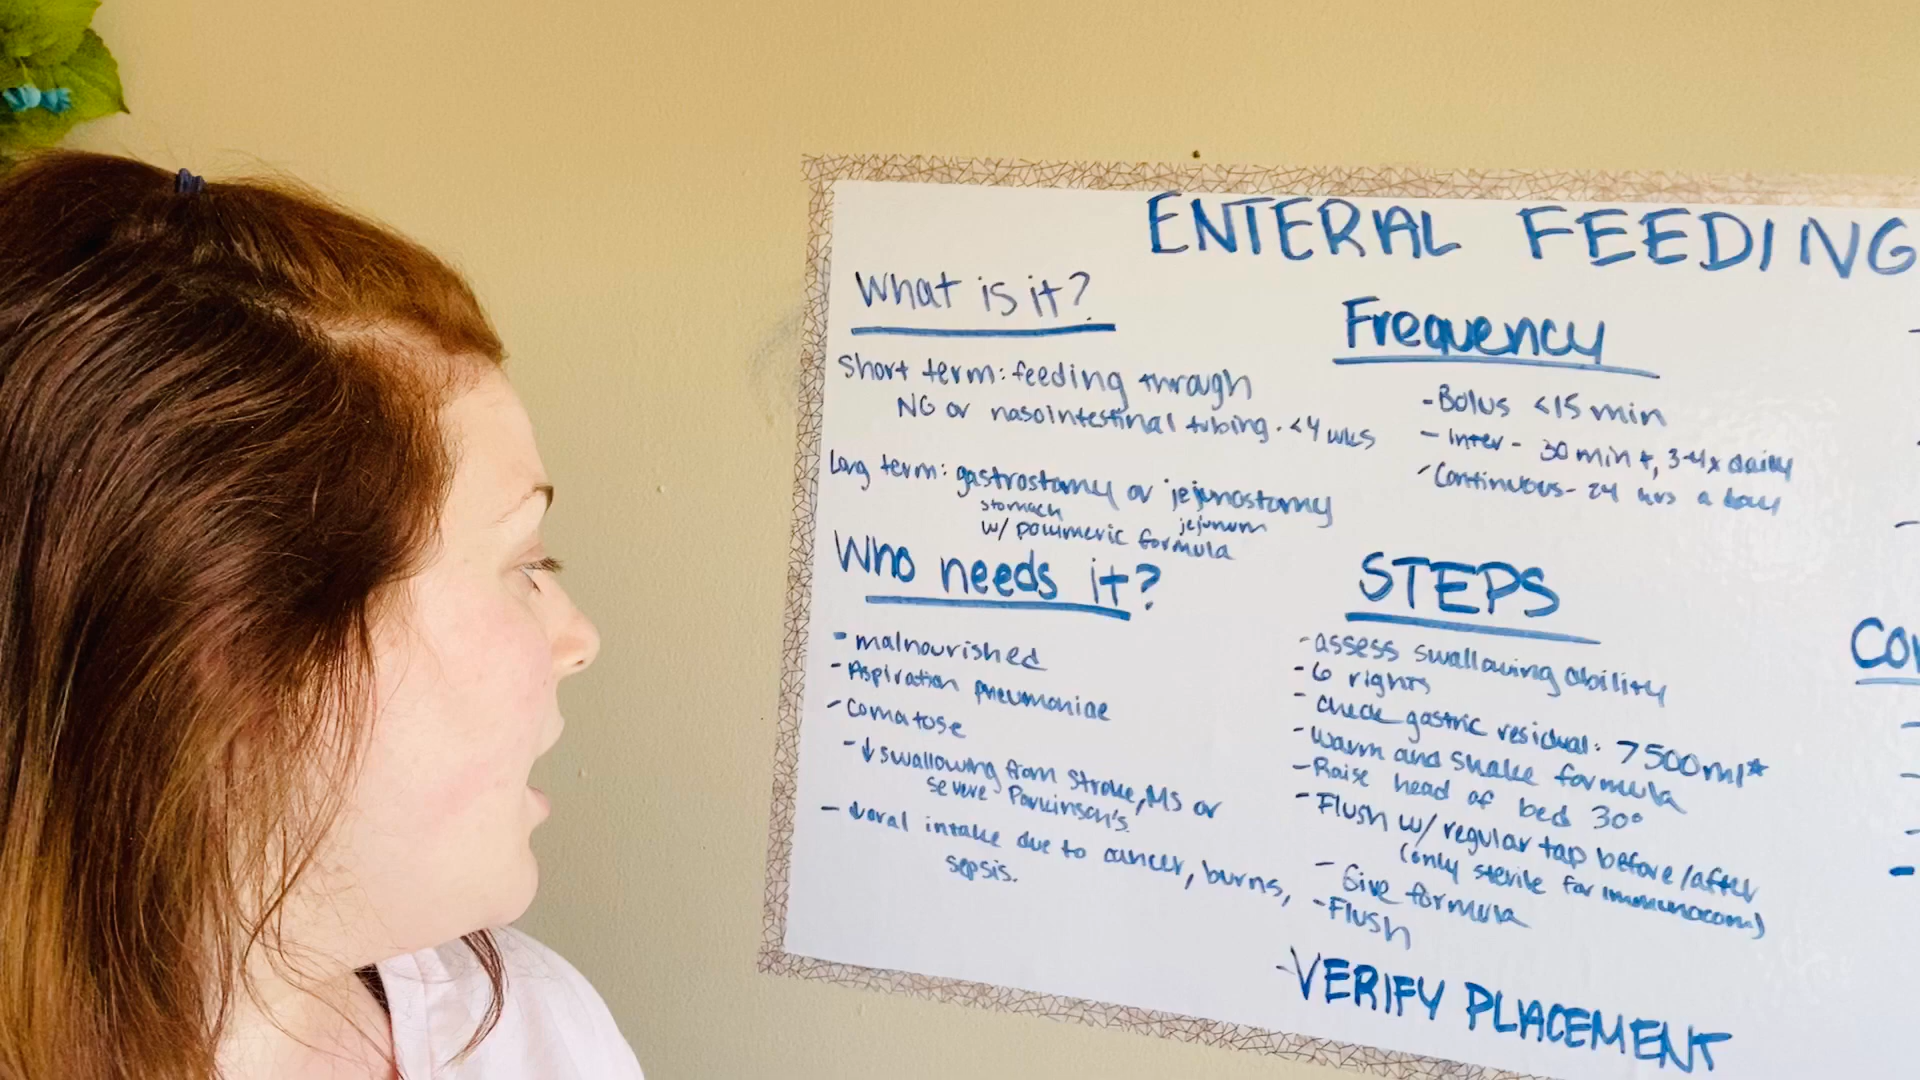 ENTERAL FEEDING
What is it?
Short term: feeding through
NG or nasointestinal tubing. <4 wks
Long term: gastrostomy or jejunostomy
stomach jejunum
w/ polymeric formula
Who needs it?
- malnourished
- Aspiration pneumoniae
- Comatose
- ↓ swallowing from Stroke, MS or
severe Parkinson's.
- ↓ oral intake due to cancer, burns,
sepsis.
Frequency
- Bolus <15 min
- Inter - 30 min +, 3-4x daily
- Continuous - 24 hrs a day
STEPS
- assess swallowing ability
- 6 rights
- check gastric residual: 7500ml*
- Warm and shake formula
- Raise head of bed 30°
- Flush w/ regular tap before/after
(only sterile for immunocom)
- Give formula
- Flush
- VERIFY PLACEMENT